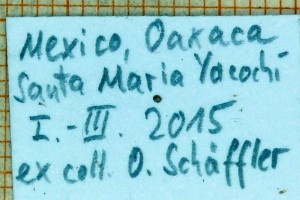 Mexico, Oaxaca
Santa Maria Yacochi
I.-III. 2015
ex coll. O. Schäffler